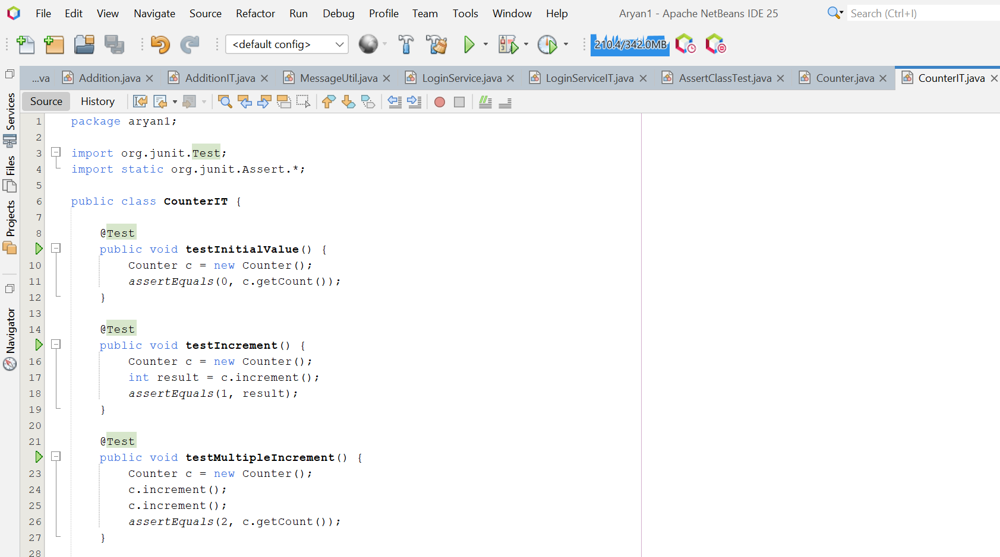 File Edit View Navigate Source Refactor Run Debug Profile Team Tools Window Help Aryan1 - Apache NetBeans IDE 25 Search (Ctrl+I)
<default config> 210.4/342.0MB
...va Addition.java AdditionIT.java MessageUtil.java LoginService.java LoginServiceIT.java AssertClassTest.java Counter.java CounterIT.java
Source History
Services
Files
Projects
Navigator
1 package aryan1;
2
3 import org.junit.Test;
4 import static org.junit.Assert.*;
5
6 public class CounterIT {
7
8 @Test
public void testInitialValue() {
10 Counter c = new Counter();
11 assertEquals(0, c.getCount());
12 }
13
14 @Test
public void testIncrement() {
16 Counter c = new Counter();
17 int result = c.increment();
18 assertEquals(1, result);
19 }
20
21 @Test
public void testMultipleIncrement() {
23 Counter c = new Counter();
24 c.increment();
25 c.increment();
26 assertEquals(2, c.getCount());
27 }
28